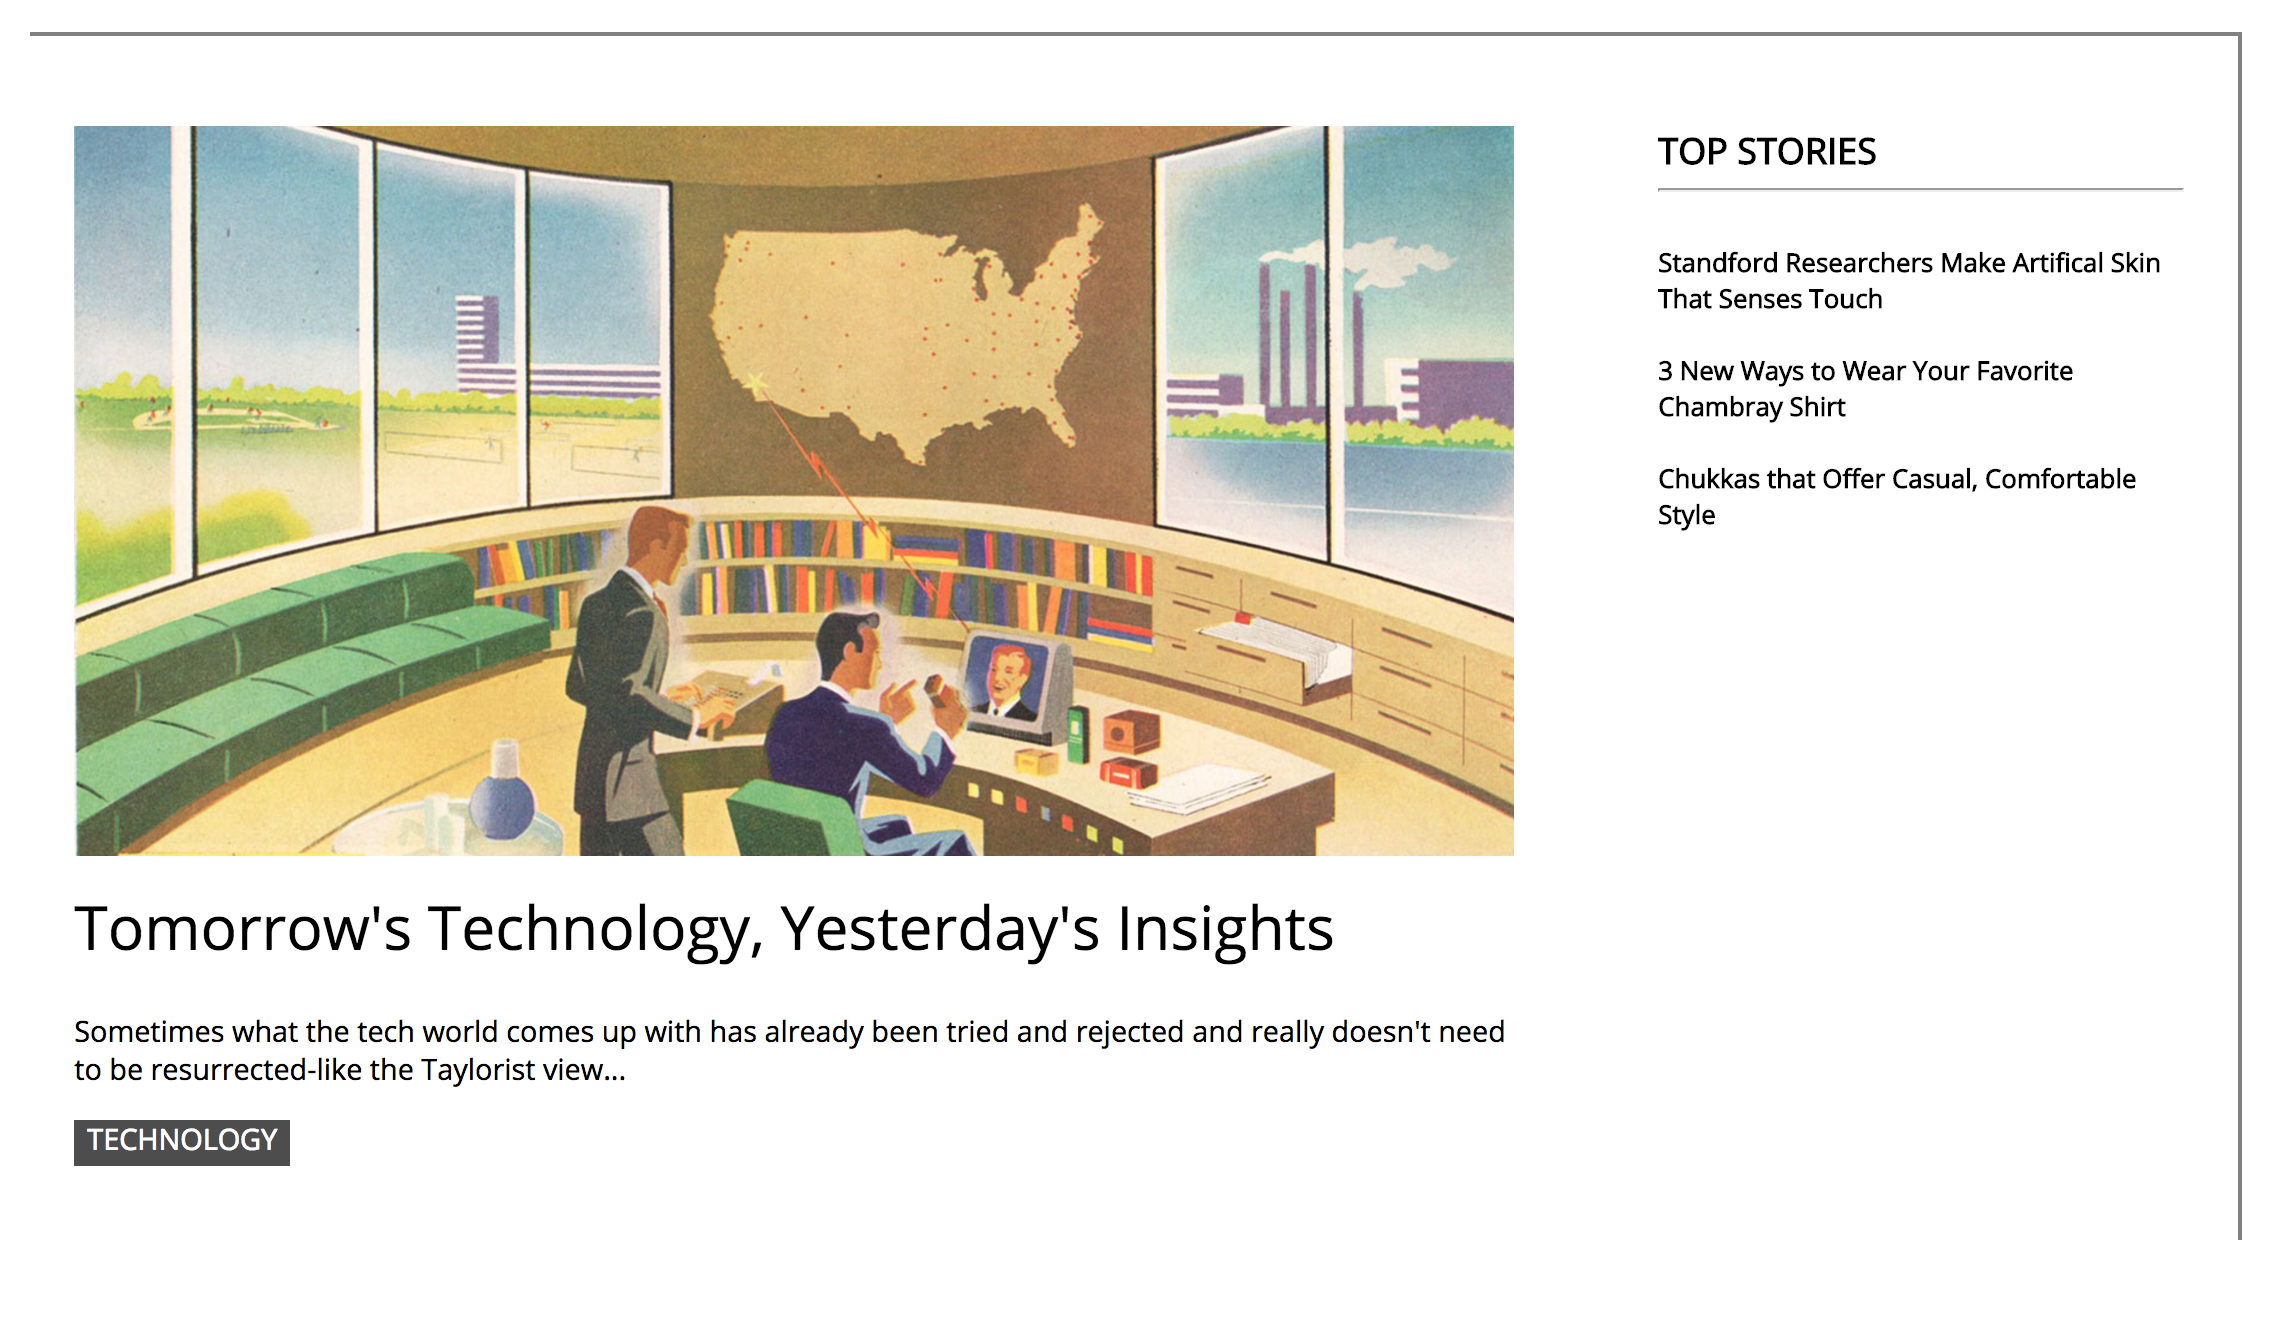 TOP STORIES
Standford Researchers Make Artifical Skin
That Senses Touch
3 New Ways to Wear Your Favorite
Chambray Shirt
Chukkas that Offer Casual, Comfortable
Style
Tomorrow's Technology, Yesterday's Insights
Sometimes what the tech world comes up with has already been tried and rejected and really doesn't need
to be resurrected-like the Taylorist view...
TECHNOLOGY